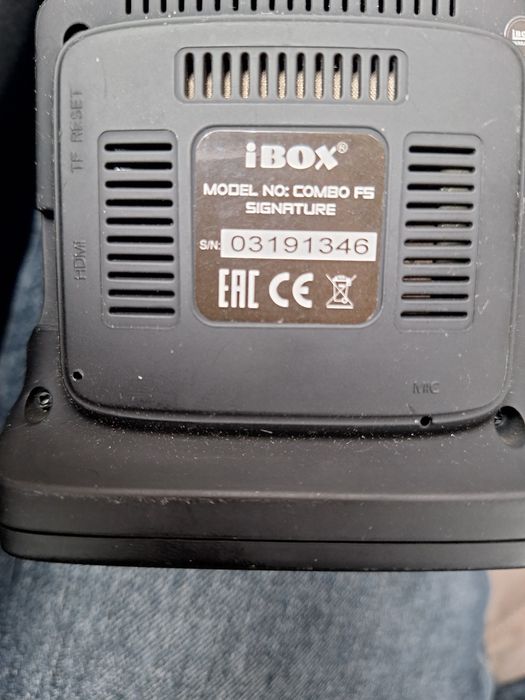 iBOX®
MODEL NO: COMBO F5
SIGNATURE
S/N: 03191346
EAC CE
TF RESET
HDMI
MIC